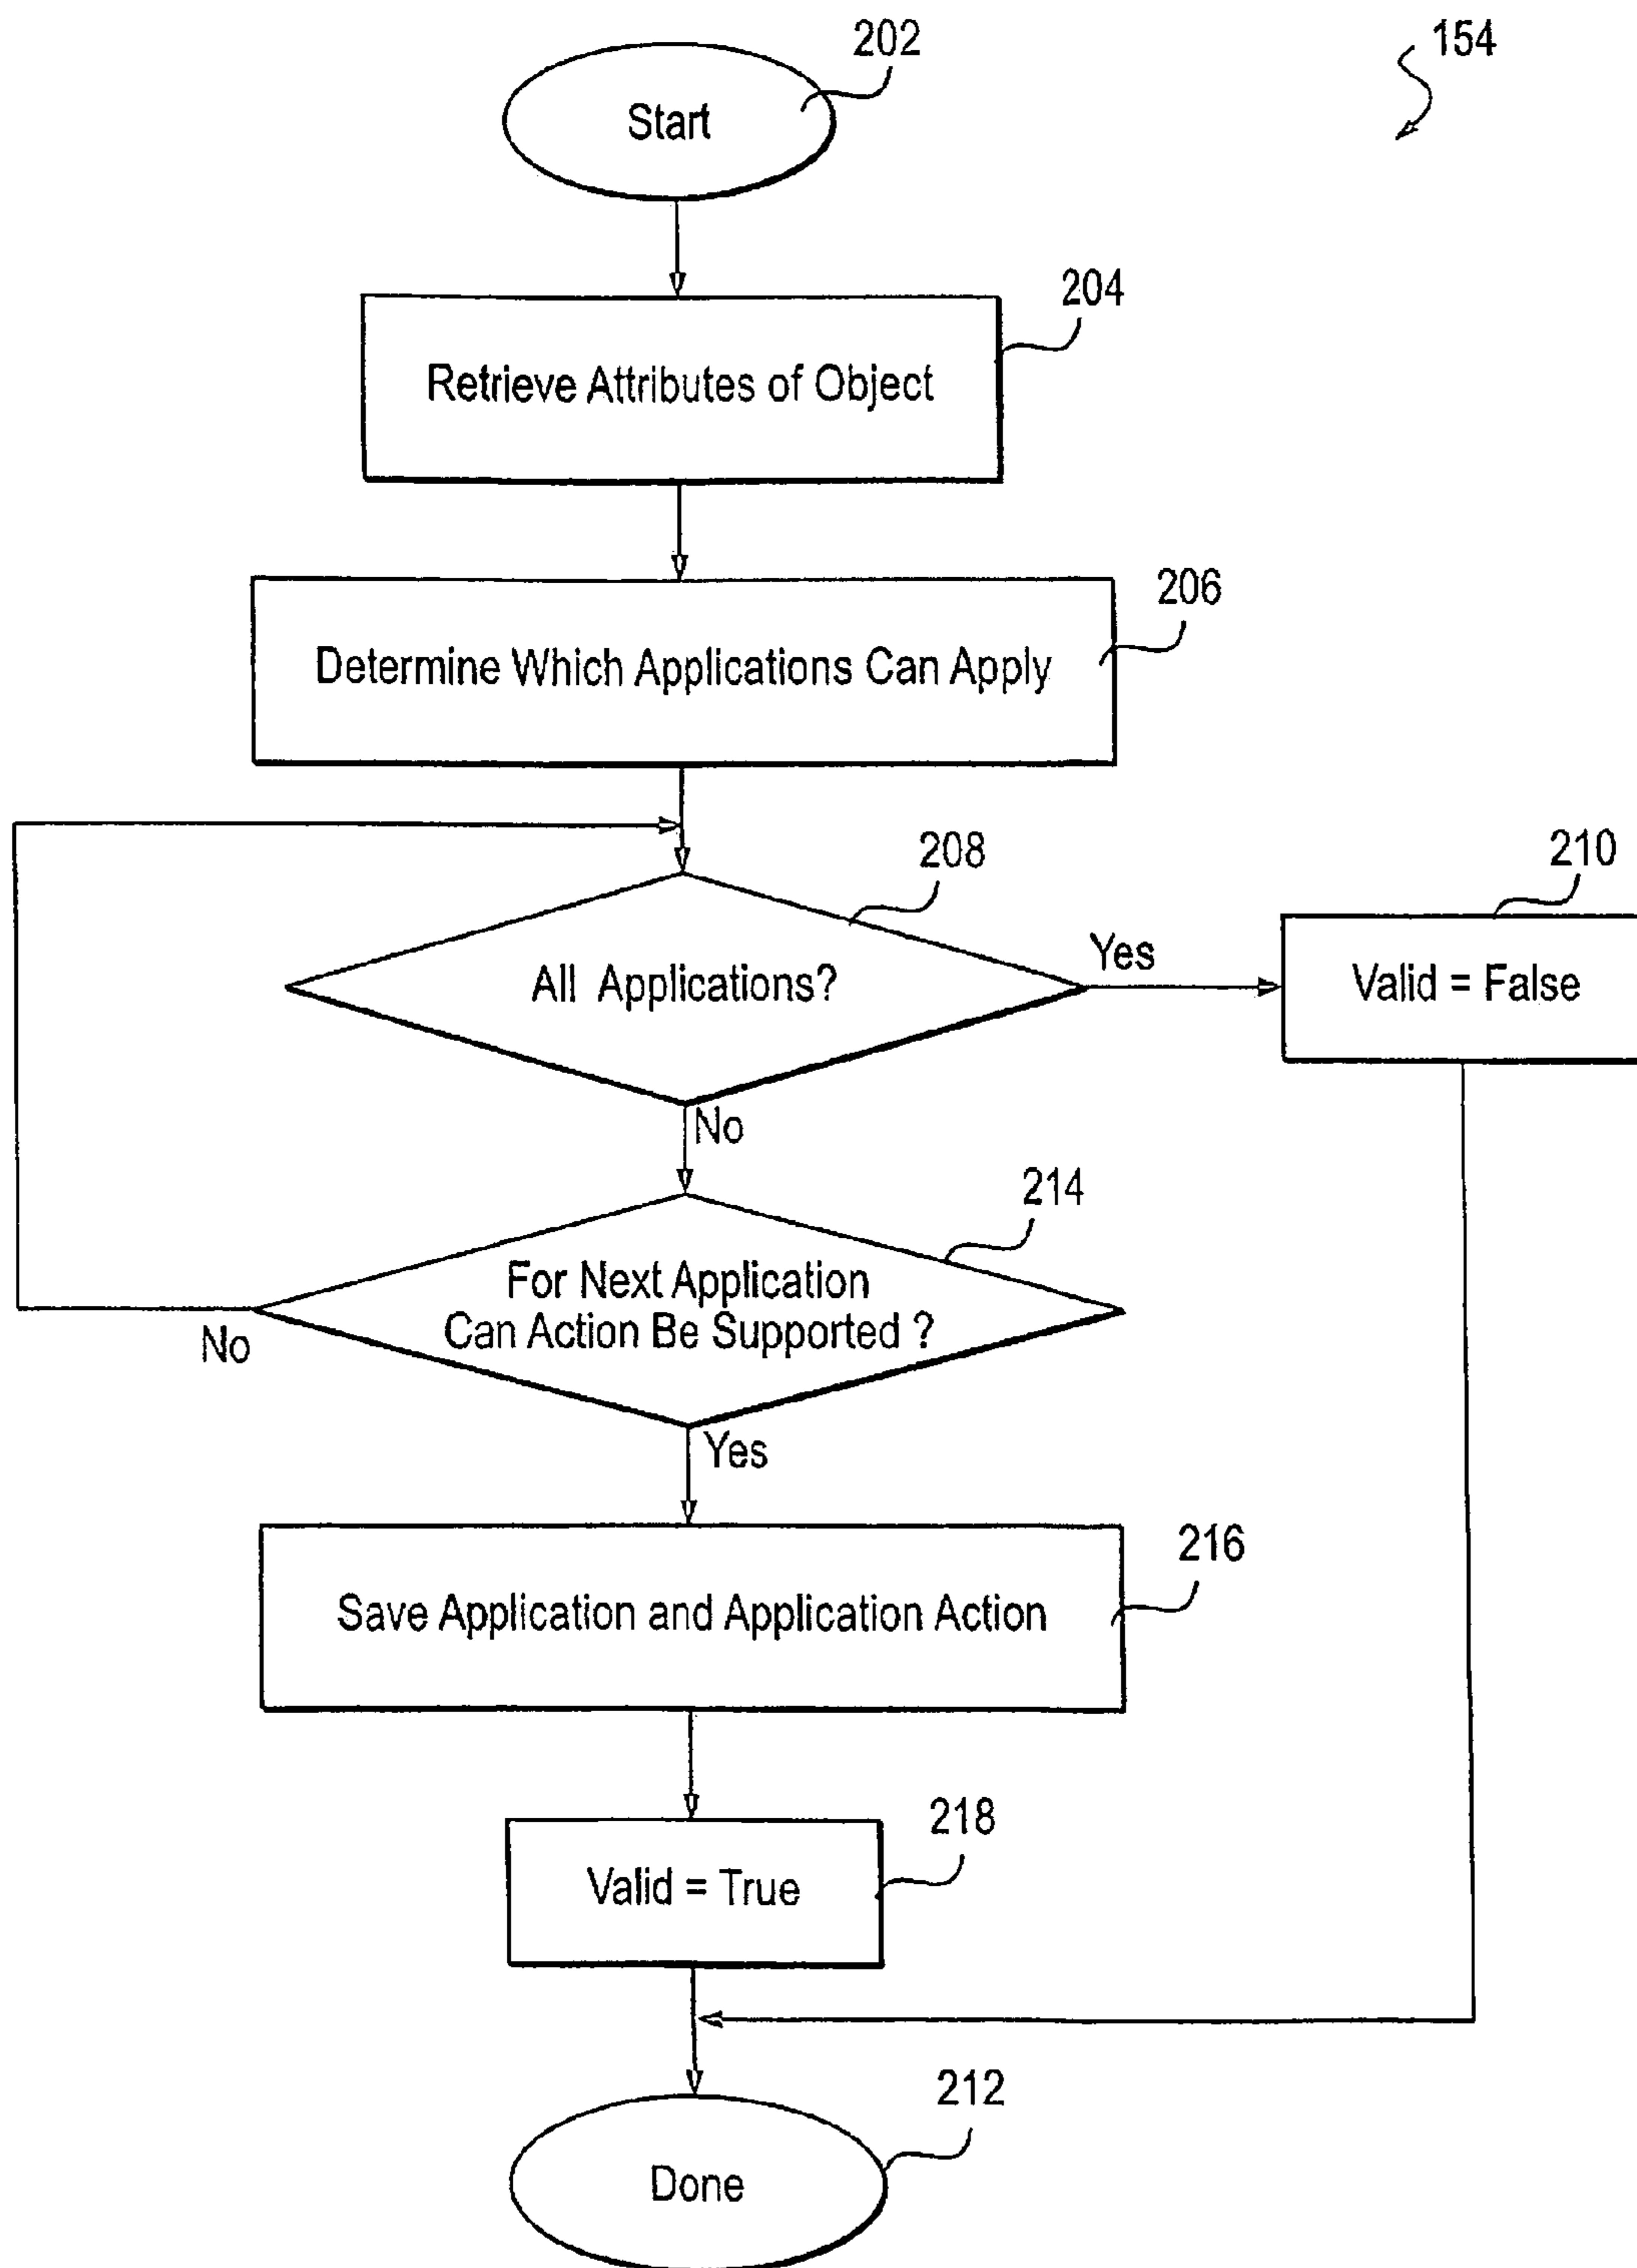 202
154
Start
204
Retrieve Attributes of Object
206
Determine Which Applications Can Apply
208
210
All Applications?
Yes
Valid = False
No
214
For Next Application
Can Action Be Supported ?
No
Yes
216
Save Application and Application Action
218
Valid = True
212
Done